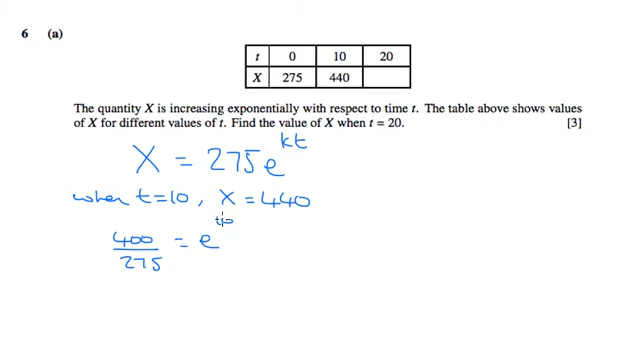 6 (a)
t 0 10 20
X 275 440
The quantity X is increasing exponentially with respect to time t. The table above shows values
of X for different values of t. Find the value of X when t = 20. [3]
X = 275e^kt
when t=10, X = 440
400/275 = e